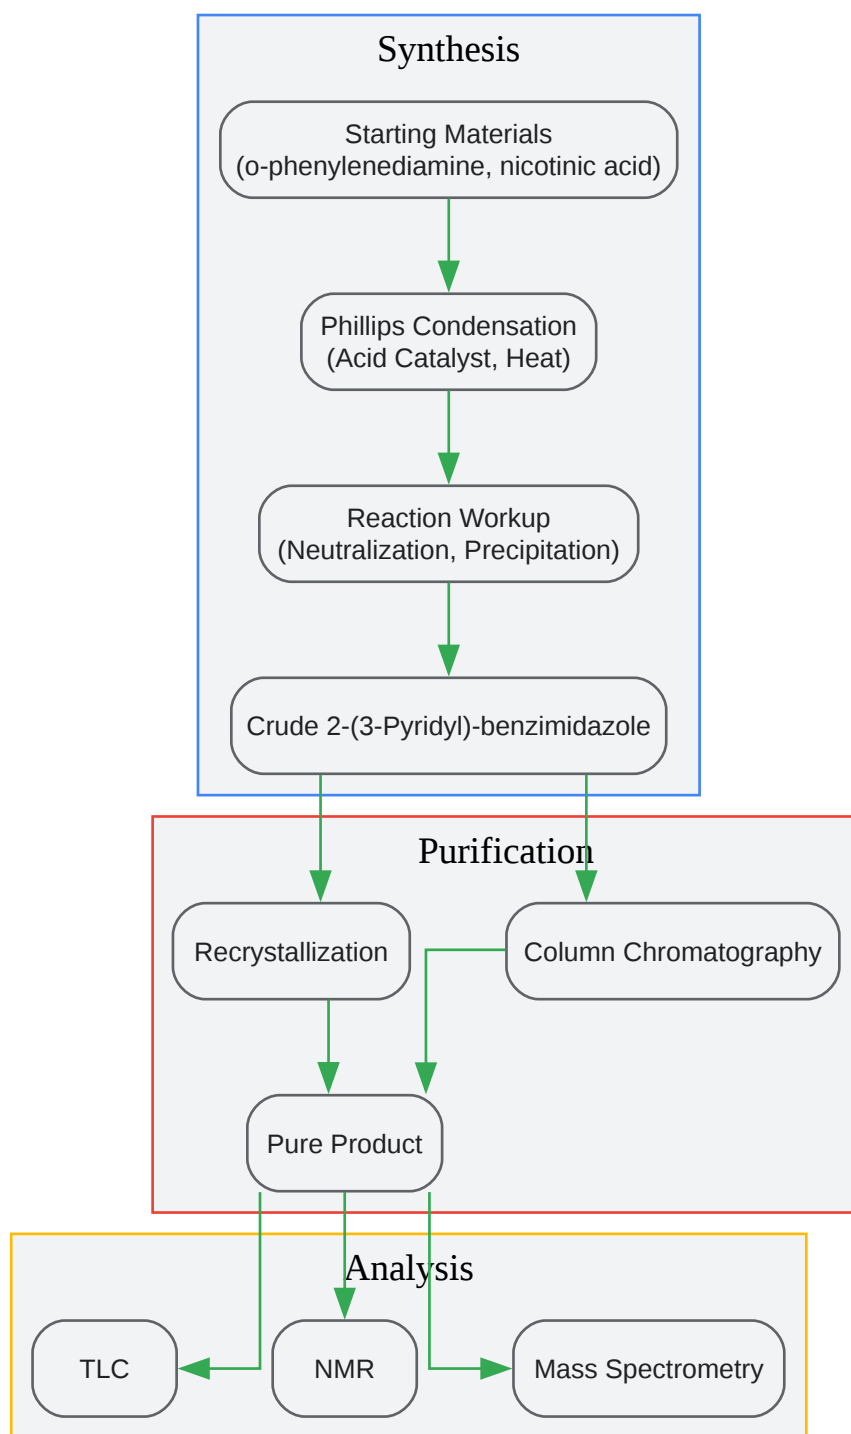 Synthesis
Starting Materials
(o-phenylenediamine, nicotinic acid)
Phillips Condensation
(Acid Catalyst, Heat)
Reaction Workup
(Neutralization, Precipitation)
Crude 2-(3-Pyridyl)-benzimidazole
Purification
Recrystallization
Column Chromatography
Pure Product
Analysis
TLC
NMR
Mass Spectrometry